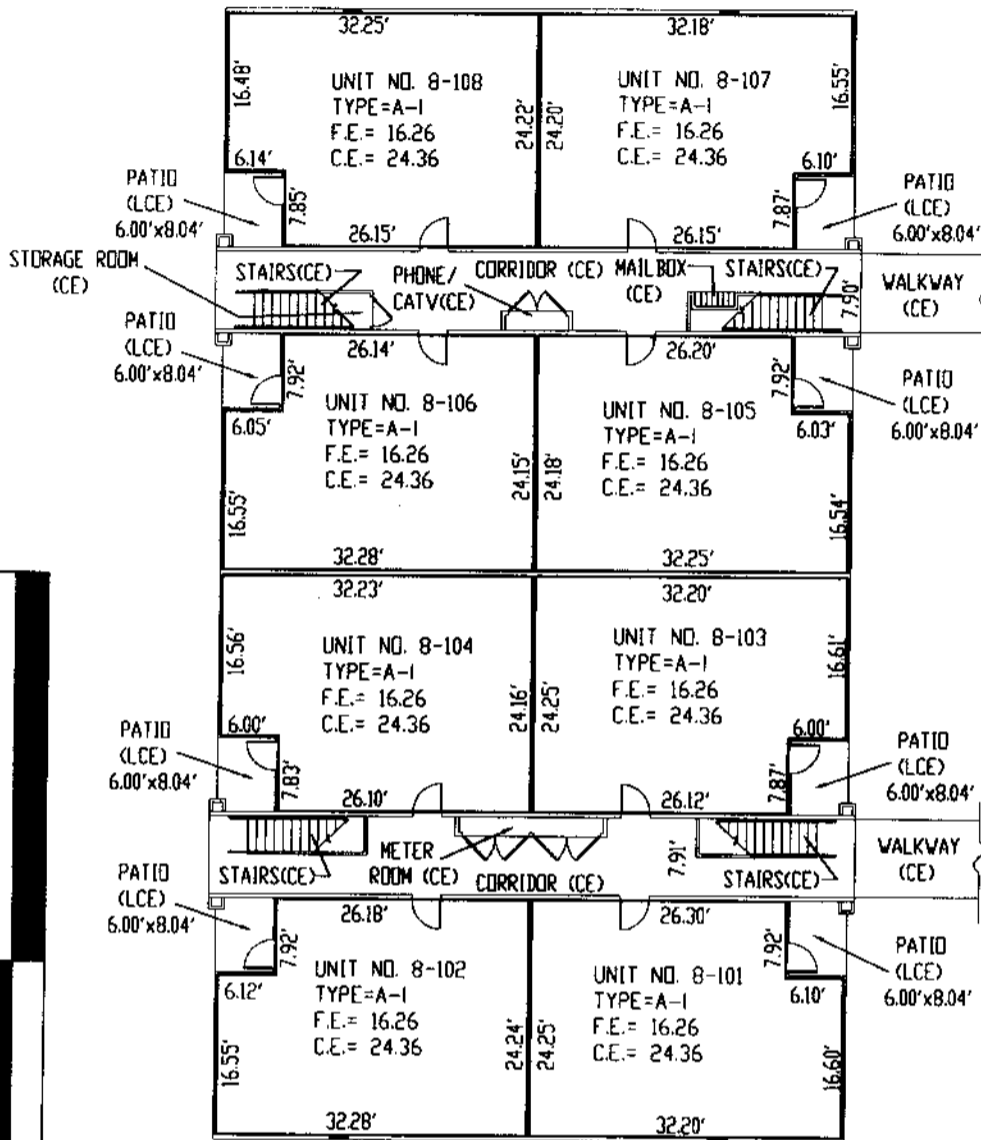 32.25'
32.18'
16.48'
UNIT NO. 8-108
TYPE=A-1
F.E.= 16.26
C.E.= 24.36
24.22'
24.20'
UNIT NO. 8-107
TYPE=A-1
F.E.= 16.26
C.E.= 24.36
16.55'
6.14'
6.10'
PATIO
(LCE)
6.00'x8.04'
7.85'
26.15'
26.15'
7.87'
PATIO
(LCE)
6.00'x8.04'
STORAGE ROOM
(CE)
STAIRS(CE)
PHONE/
CATV(CE)
CORRIDOR (CE)
MAILBOX
(CE)
STAIRS(CE)
7.90'
WALKWAY
(CE)
PATIO
(LCE)
6.00'x8.04'
7.92'
26.14'
26.20'
7.92'
PATIO
(LCE)
6.00'x8.04'
6.05'
UNIT NO. 8-106
TYPE=A-1
F.E.= 16.26
C.E.= 24.36
24.15'
24.18'
UNIT NO. 8-105
TYPE=A-1
F.E.= 16.26
C.E.= 24.36
6.03'
16.55'
16.54'
32.28'
32.25'
32.23'
32.20'
16.56'
UNIT NO. 8-104
TYPE=A-1
F.E.= 16.26
C.E.= 24.36
24.16'
24.25'
UNIT NO. 8-103
TYPE=A-1
F.E.= 16.26
C.E.= 24.36
16.61'
6.00'
6.00'
PATIO
(LCE)
6.00'x8.04'
7.83'
26.10'
26.12'
7.87'
PATIO
(LCE)
6.00'x8.04'
STAIRS(CE)
METER
ROOM (CE)
CORRIDOR (CE)
7.91'
STAIRS(CE)
WALKWAY
(CE)
PATIO
(LCE)
6.00'x8.04'
7.92'
26.18'
26.30'
7.92'
PATIO
(LCE)
6.00'x8.04'
6.12'
UNIT NO. 8-102
TYPE=A-1
F.E.= 16.26
C.E.= 24.36
24.24'
24.25'
UNIT NO. 8-101
TYPE=A-1
F.E.= 16.26
C.E.= 24.36
6.10'
16.55'
16.60'
32.28'
32.20'